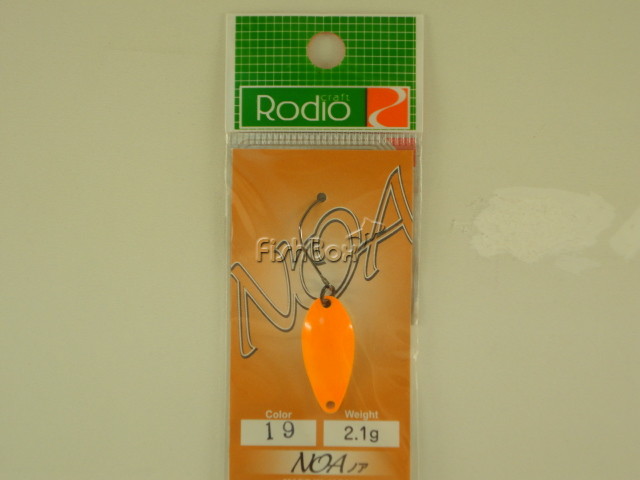 craft
Rodio
NOA
FishBox
Color
Weight
19
2.1g
NOA ノア